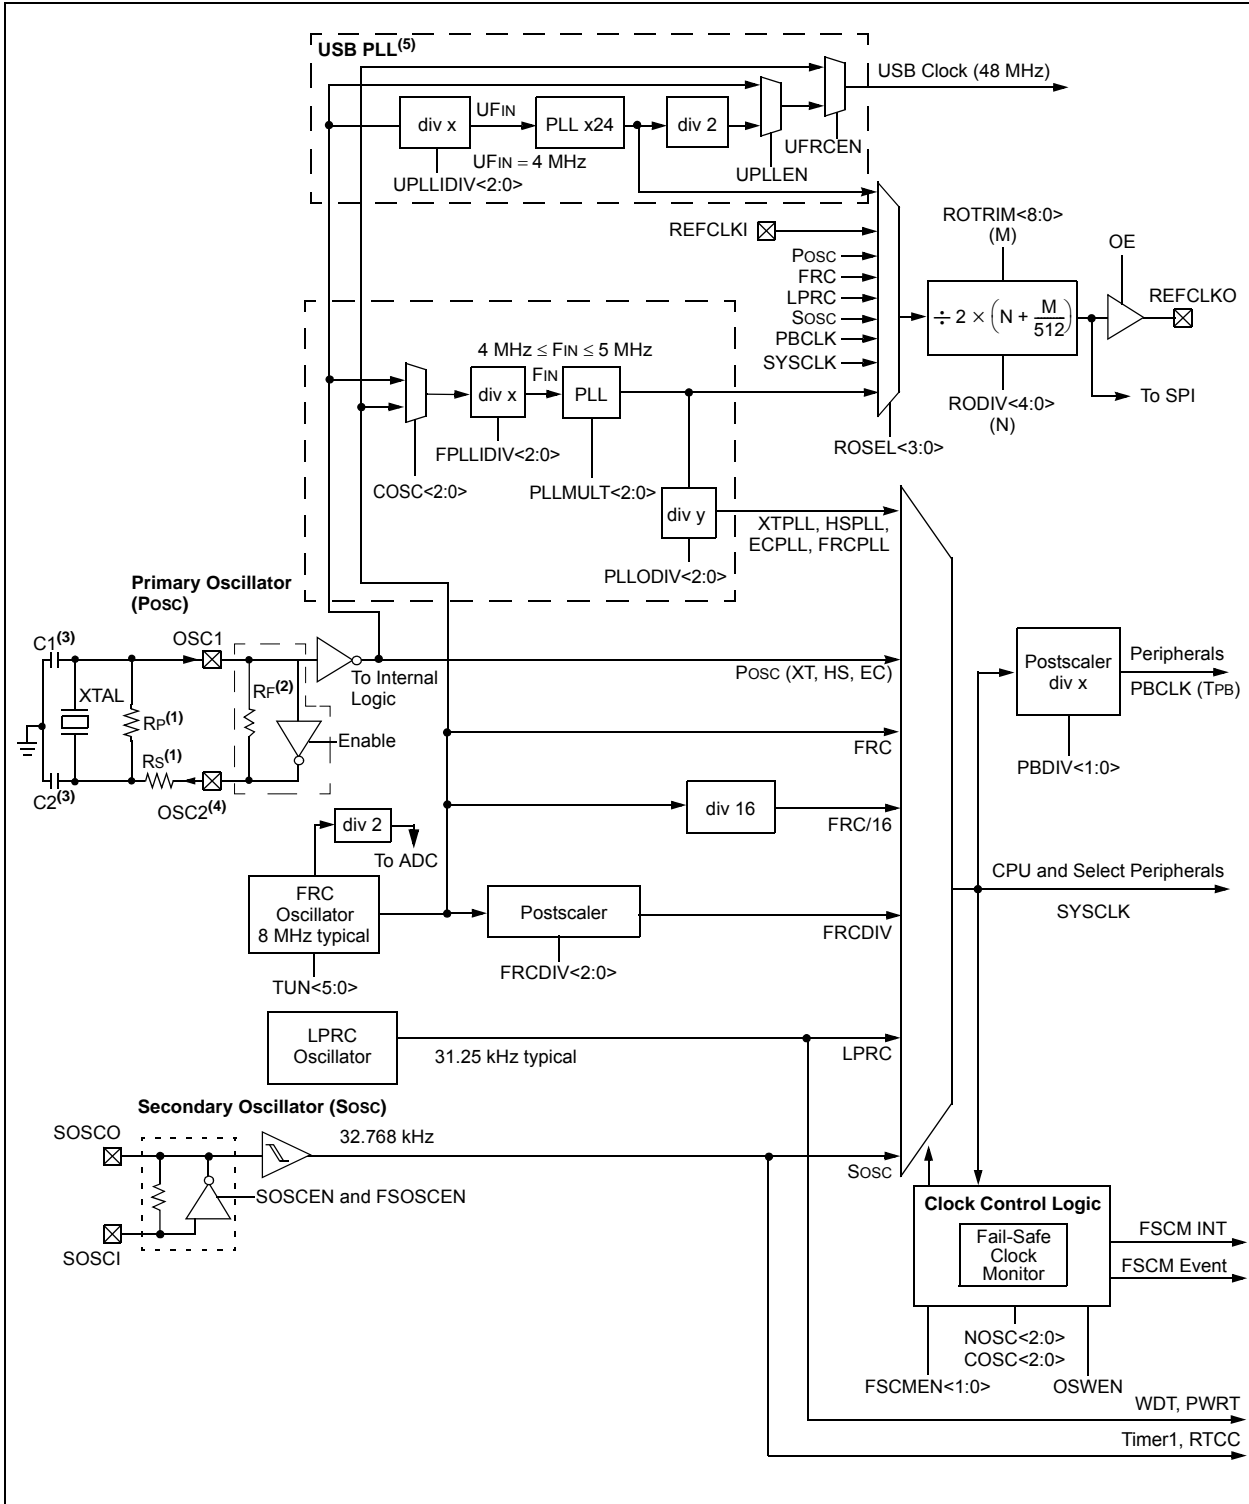 USB PLL(5)
USB Clock (48 MHz)
UFIN
div x
PLL x24
div 2
UFIN = 4 MHz
UFRCEN
UPLLEN
UPLLIDIV<2:0>
ROTRIM<8:0>
(M)
REFCLKI
OE
POSC
FRC
LPRC
SOSC
PBCLK
SYSCLK
÷ 2 × (N + M/512)
REFCLKO
To SPI
RODIV<4:0>
(N)
ROSEL<3:0>
4 MHz ≤ FIN ≤ 5 MHz
FIN
div x
PLL
FPLLIDIV<2:0>
COSC<2:0>
PLLMULT<2:0>
div y
XTPLL, HSPLL,
ECPLL, FRCPLL
PLLODIV<2:0>
Primary Oscillator
(POSC)
C1(3)
OSC1
XTAL
RP(1)
RF(2)
To Internal
Logic
Enable
RS(1)
C2(3)
OSC2(4)
POSC (XT, HS, EC)
Postscaler
div x
Peripherals
PBCLK (TPB)
PBDIV<1:0>
FRC
div 16
FRC/16
div 2
To ADC
FRC
Oscillator
8 MHz typical
TUN<5:0>
Postscaler
FRCDIV
FRCDIV<2:0>
CPU and Select Peripherals
SYSCLK
LPRC
Oscillator
31.25 kHz typical
LPRC
Secondary Oscillator (SOSC)
SOSCO
32.768 kHz
SOSC
SOSCEN and FSOSCEN
SOSCI
Clock Control Logic
Fail-Safe
Clock
Monitor
FSCM INT
FSCM Event
NOSC<2:0>
COSC<2:0>
FSCMEN<1:0>
OSWEN
WDT, PWRT
Timer1, RTCC